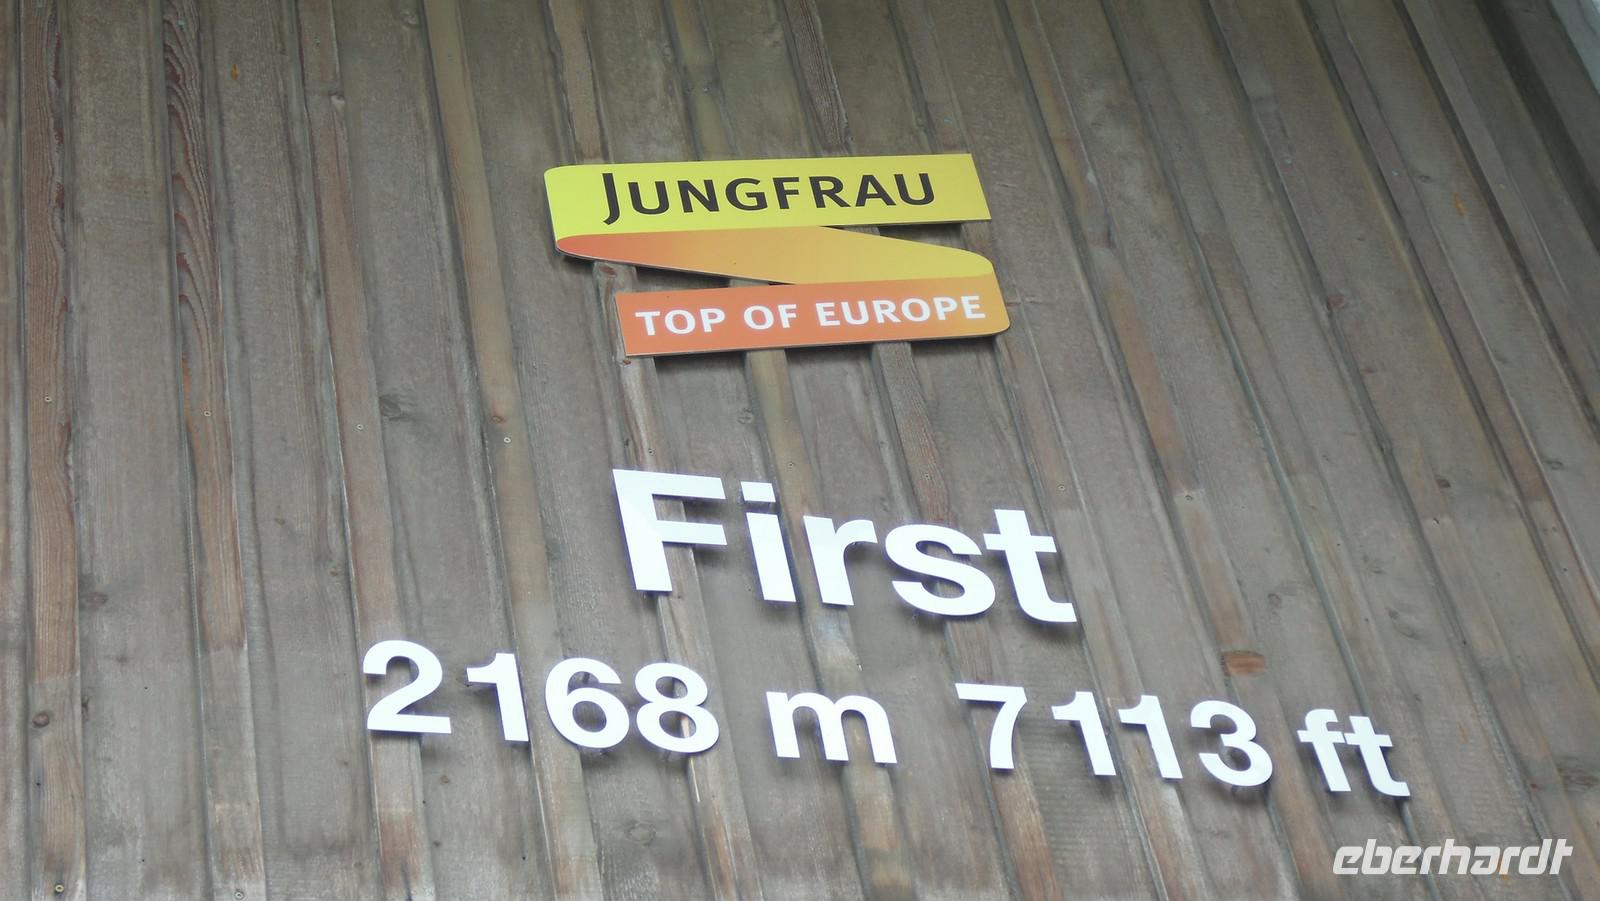 JUNGFRAU
TOP OF EUROPE
First
2168 m 7113 ft
eberhardt